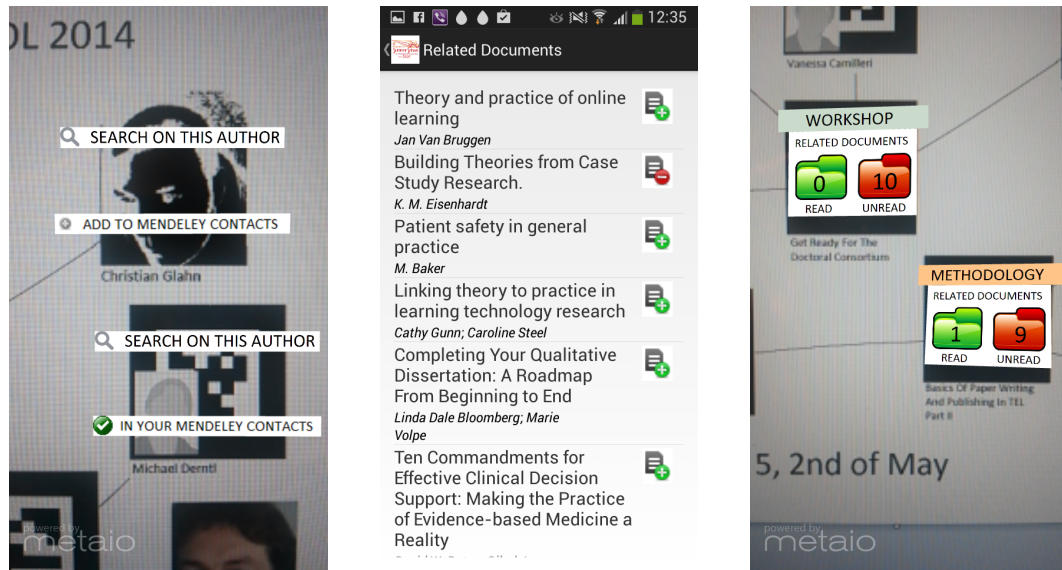 OL 2014
SEARCH ON THIS AUTHOR
ADD TO MENDELEY CONTACTS
Christian Glahn
SEARCH ON THIS AUTHOR
IN YOUR MENDELEY CONTACTS
Michael Derntl
powered by
metaio
12:35
Related Documents
Theory and practice of online
learning
Jan Van Bruggen
Building Theories from Case
Study Research.
K. M. Eisenhardt
Patient safety in general
practice
M. Baker
Linking theory to practice in
learning technology research
Cathy Gunn; Caroline Steel
Completing Your Qualitative
Dissertation: A Roadmap
From Beginning to End
Linda Dale Bloomberg; Marie
Volpe
Ten Commandments for
Effective Clinical Decision
Support: Making the Practice
of Evidence-based Medicine a
Reality
Vanessa Camilleri
WORKSHOP
RELATED DOCUMENTS
0 10
READ UNREAD
Get Ready For The
Doctoral Consortium
METHODOLOGY
RELATED DOCUMENTS
1 9
READ UNREAD
Basics Of Paper Writing
And Publishing In TEL
Part II
5, 2nd of May
powered by
metaio